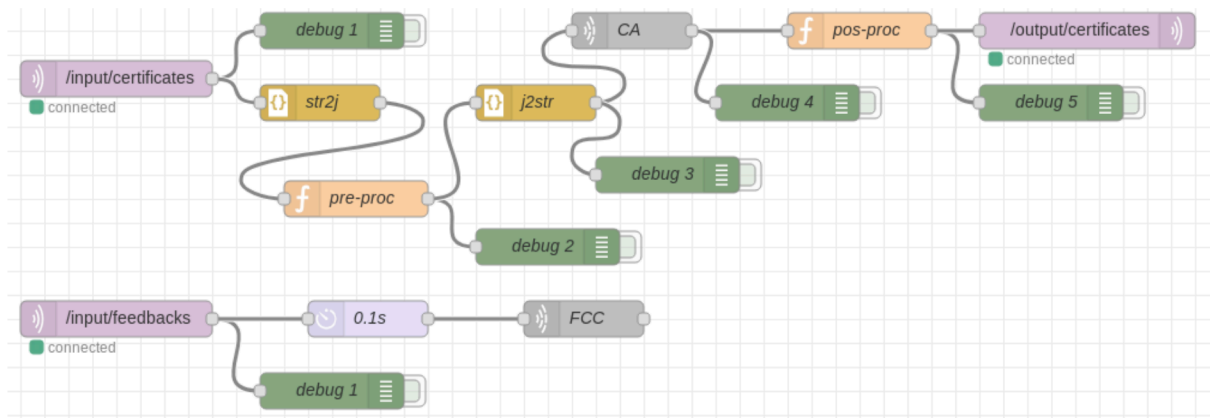 debug 1
CA
pos-proc
/output/certificates
connected
/input/certificates
connected
str2j
j2str
debug 4
debug 5
debug 3
pre-proc
debug 2
/input/feedbacks
connected
0.1s
FCC
debug 1